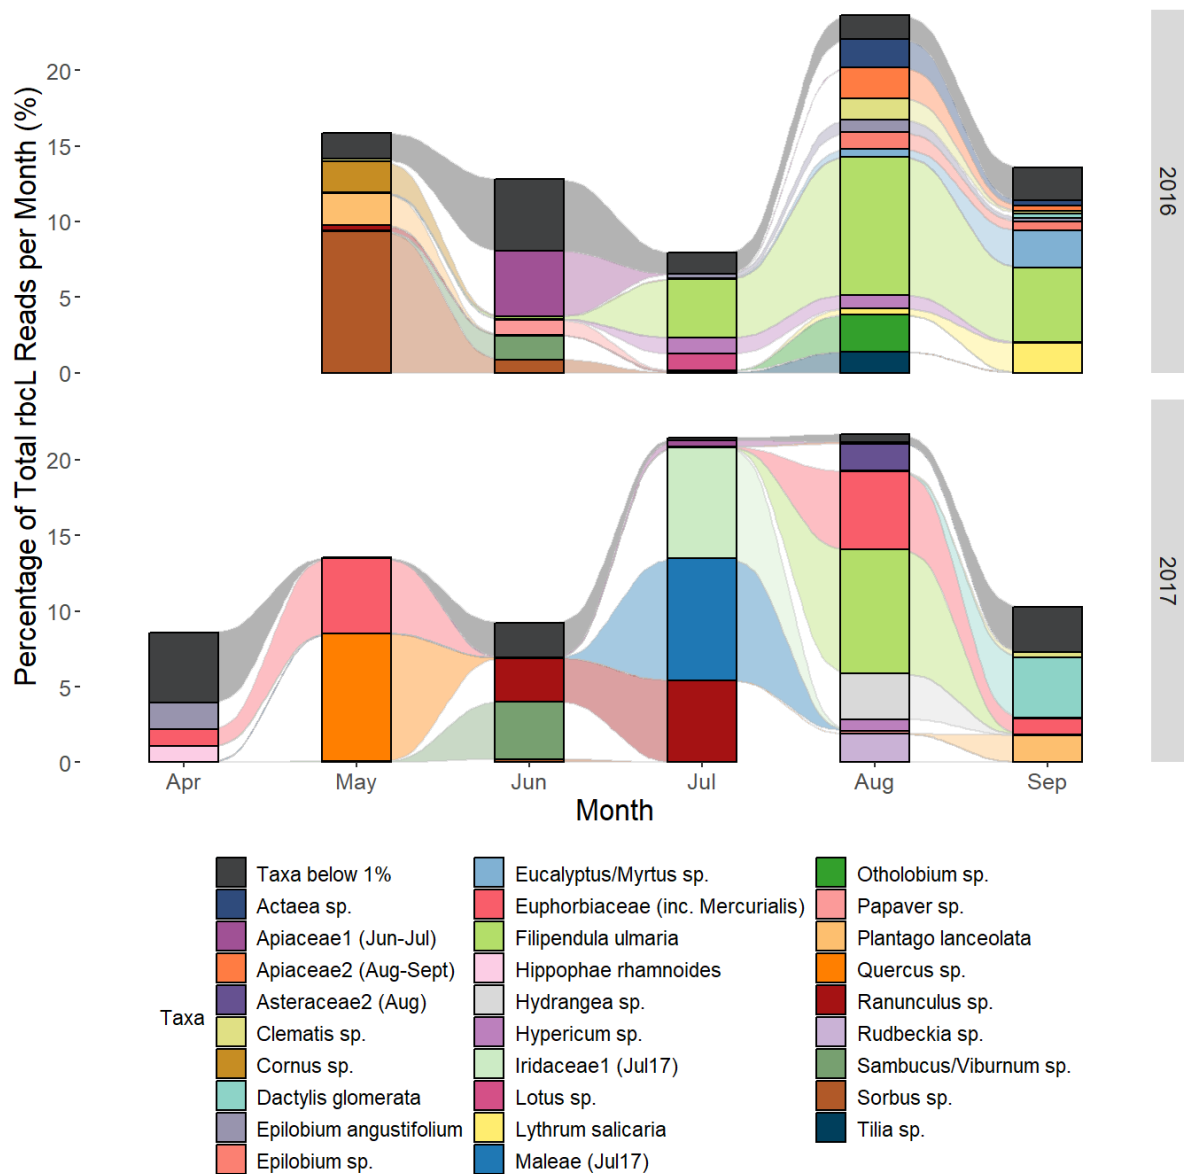 Percentage of Total rbcL Reads per Month (%)
20
15
10
5
0
2016
20
15
10
5
0
2017
Apr May Jun Jul Aug Sep
Month
Taxa
Taxa below 1%
Actaea sp.
Apiaceae1 (Jun-Jul)
Apiaceae2 (Aug-Sept)
Asteraceae2 (Aug)
Clematis sp.
Cornus sp.
Dactylis glomerata
Epilobium angustifolium
Epilobium sp.
Eucalyptus/Myrtus sp.
Euphorbiaceae (inc. Mercurialis)
Filipendula ulmaria
Hippophae rhamnoides
Hydrangea sp.
Hypericum sp.
Iridaceae1 (Jul17)
Lotus sp.
Lythrum salicaria
Maleae (Jul17)
Otholobium sp.
Papaver sp.
Plantago lanceolata
Quercus sp.
Ranunculus sp.
Rudbeckia sp.
Sambucus/Viburnum sp.
Sorbus sp.
Tilia sp.